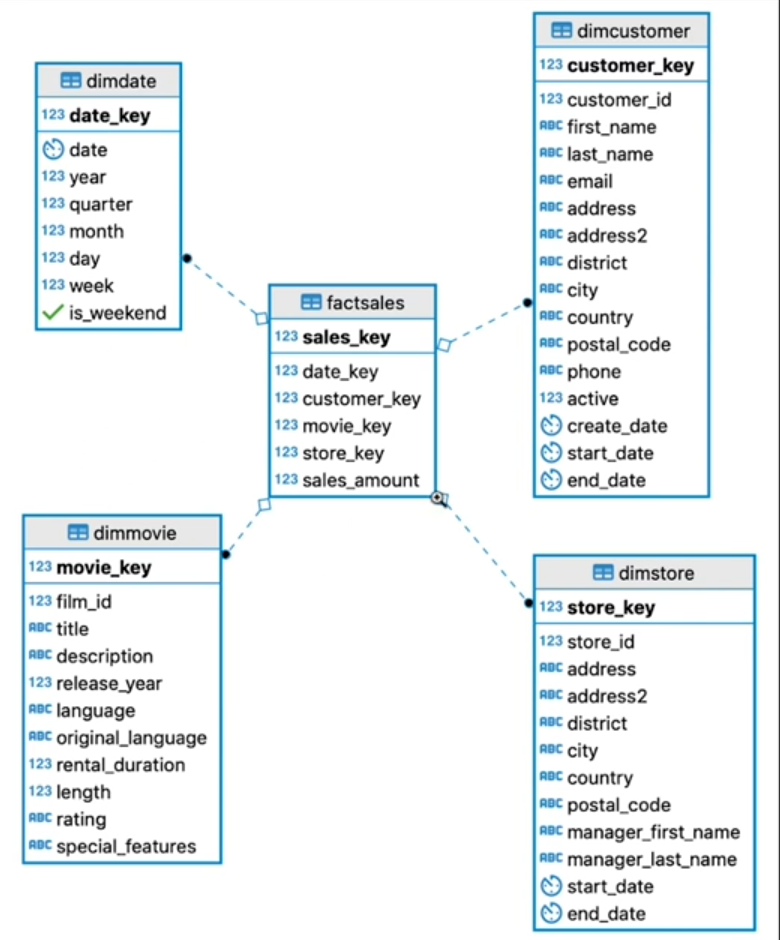 dimdate
123 date_key
date
123 year
123 quarter
123 month
123 day
123 week
is_weekend
dimcustomer
123 customer_key
123 customer_id
ABC first_name
ABC last_name
ABC email
ABC address
ABC address2
ABC district
ABC city
ABC country
ABC postal_code
ABC phone
123 active
create_date
start_date
end_date
factsales
123 sales_key
123 date_key
123 customer_key
123 movie_key
123 store_key
123 sales_amount
dimmovie
123 movie_key
123 film_id
ABC title
ABC description
123 release_year
ABC language
ABC original_language
123 rental_duration
123 length
ABC rating
ABC special_features
dimstore
123 store_key
123 store_id
ABC address
ABC address2
ABC district
ABC city
ABC country
ABC postal_code
ABC manager_first_name
ABC manager_last_name
start_date
end_date